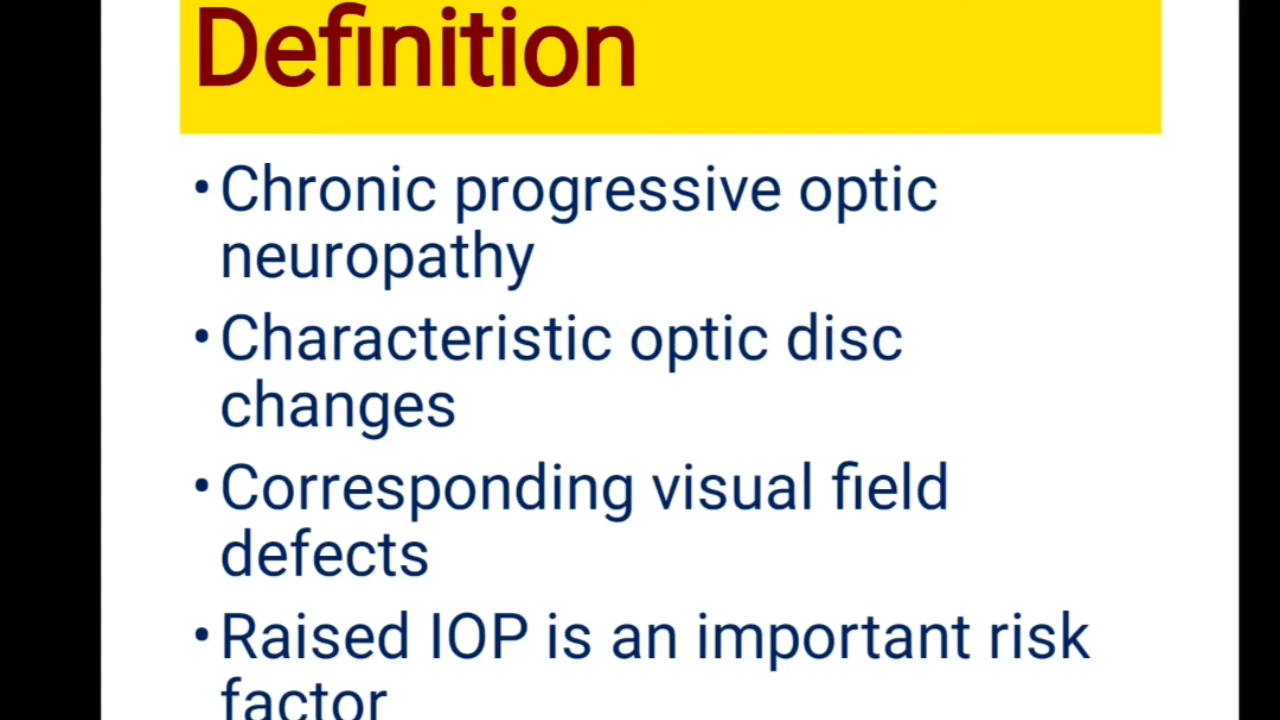 Definition
•Chronic progressive optic
neuropathy
•Characteristic optic disc
changes
•Corresponding visual field
defects
•Raised IOP is an important risk
factor